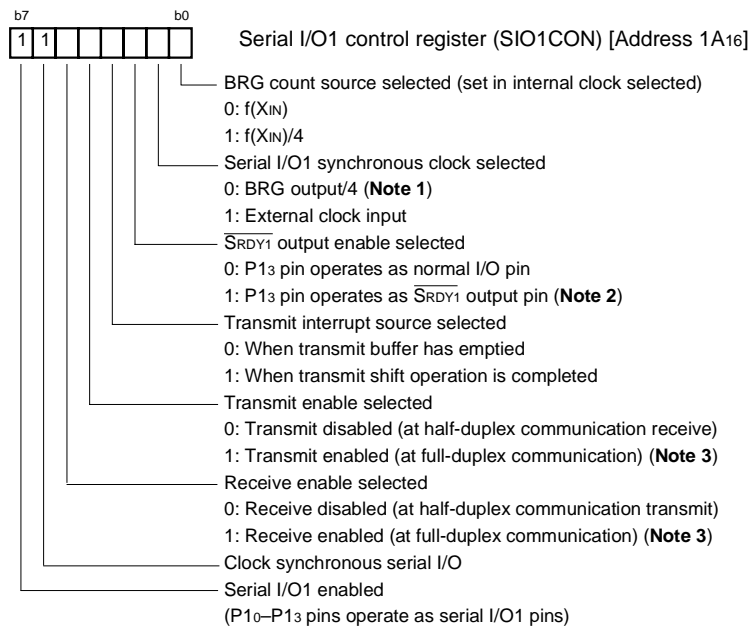 b7 b0
1 1 Serial I/O1 control register (SIO1CON) [Address 1A16]
BRG count source selected (set in internal clock selected)
0: f(XIN)
1: f(XIN)/4
Serial I/O1 synchronous clock selected
0: BRG output/4 (Note 1)
1: External clock input
SRDY1 output enable selected
0: P13 pin operates as normal I/O pin
1: P13 pin operates as SRDY1 output pin (Note 2)
Transmit interrupt source selected
0: When transmit buffer has emptied
1: When transmit shift operation is completed
Transmit enable selected
0: Transmit disabled (at half-duplex communication receive)
1: Transmit enabled (at full-duplex communication) (Note 3)
Receive enable selected
0: Receive disabled (at half-duplex communication transmit)
1: Receive enabled (at full-duplex communication) (Note 3)
Clock synchronous serial I/O
Serial I/O1 enabled
(P10–P13 pins operate as serial I/O1 pins)